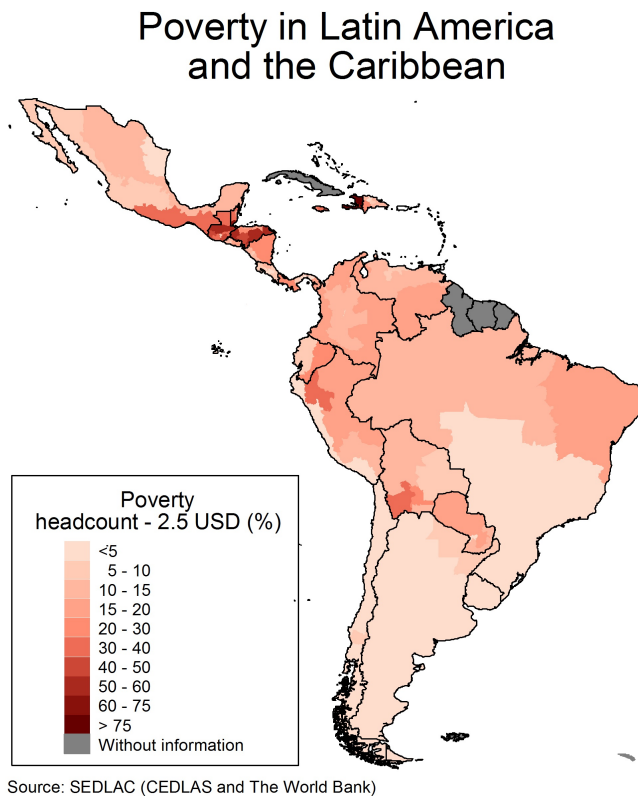 Poverty in Latin America
and the Caribbean
Poverty
headcount - 2.5 USD (%)
<5
5 - 10
10 - 15
15 - 20
20 - 30
30 - 40
40 - 50
50 - 60
60 - 75
> 75
Without information
Source: SEDLAC (CEDLAS and The World Bank)